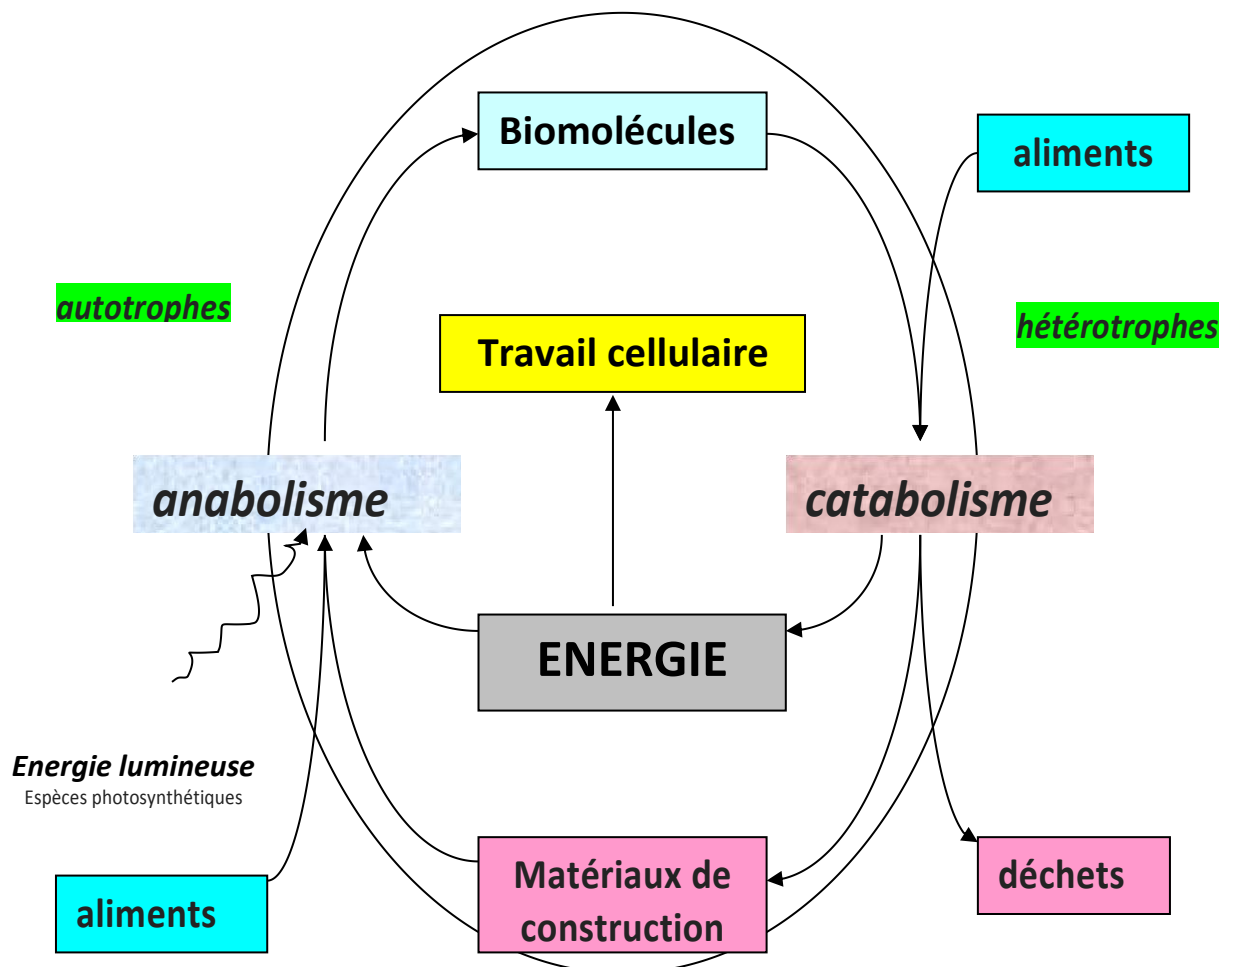 Biomolécules
aliments
autotrophes
hétérotrophes
Travail cellulaire
anabolisme
catabolisme
ENERGIE
Energie lumineuse
Espèces photosynthétiques
Matériaux de
construction
déchets
aliments